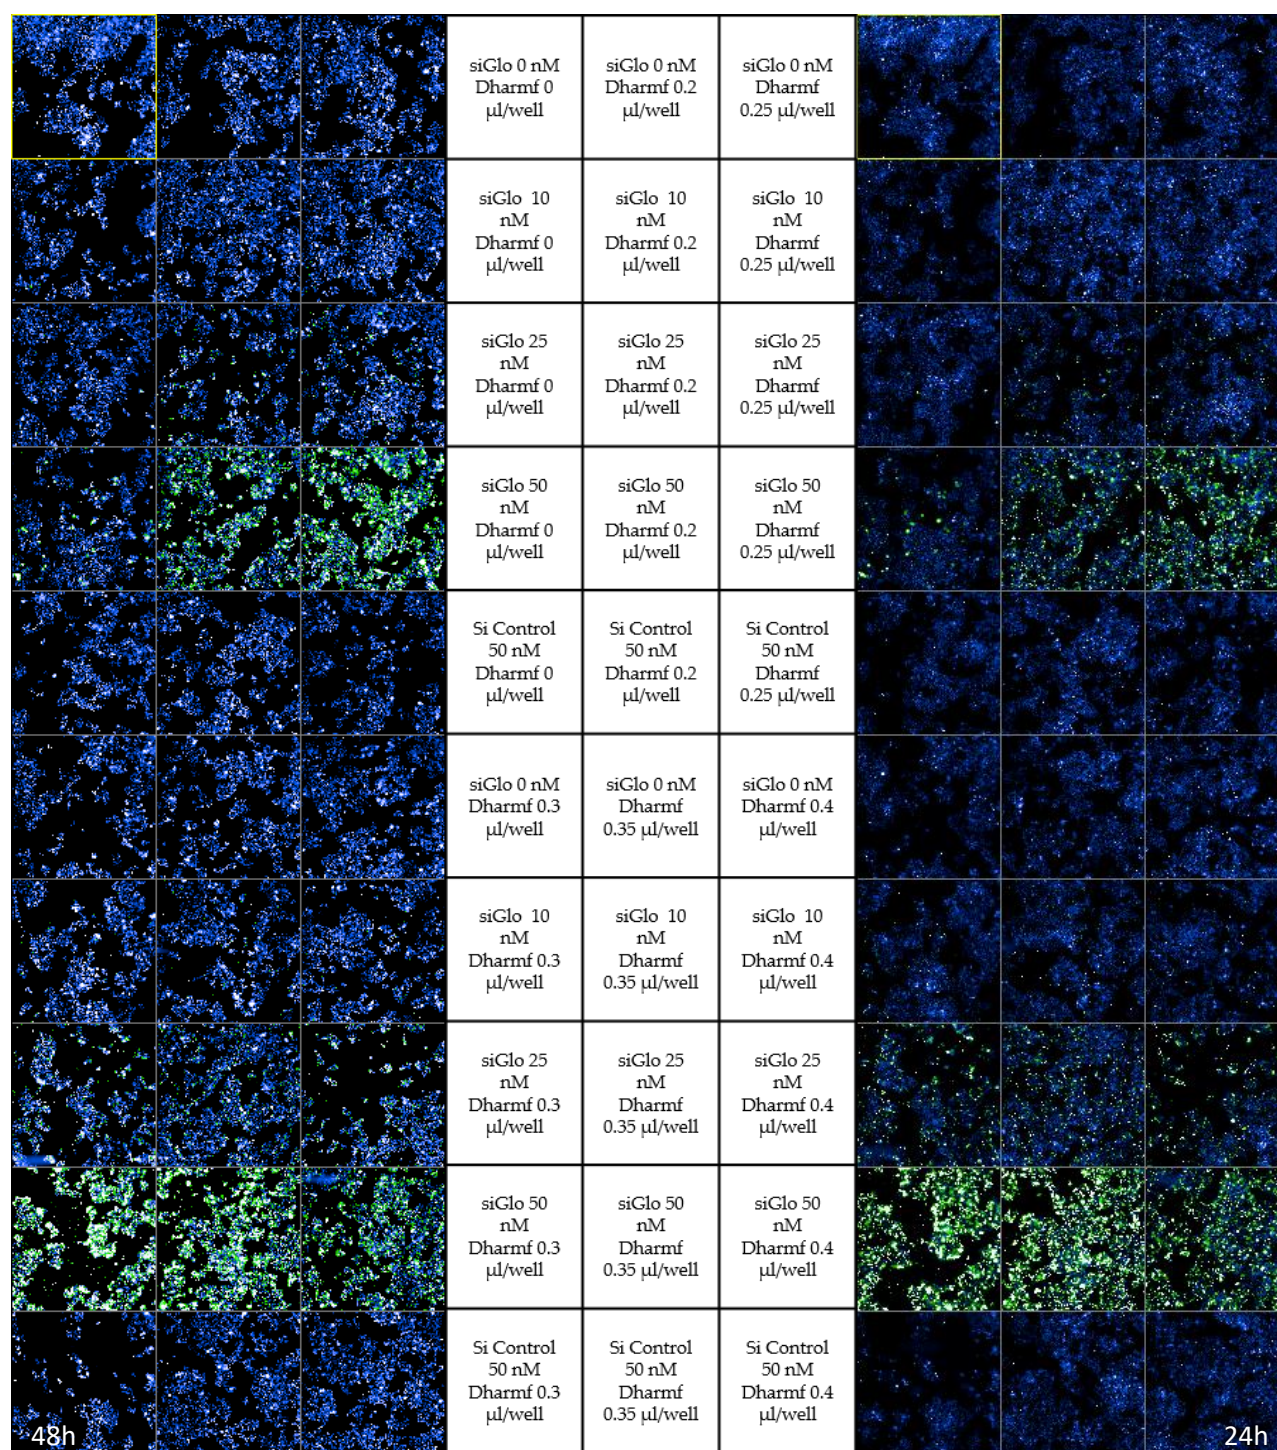 siGlo 0 nM
Dharmf 0
µl/well
siGlo 0 nM
Dharmf 0.2
µl/well
siGlo 0 nM
Dharmf
0.25 µl/well
siGlo 10
nM
Dharmf 0
µl/well
siGlo 10
nM
Dharmf 0.2
µl/well
siGlo 10
nM
Dharmf
0.25 µl/well
siGlo 25
nM
Dharmf 0
µl/well
siGlo 25
nM
Dharmf 0.2
µl/well
siGlo 25
nM
Dharmf
0.25 µl/well
siGlo 50
nM
Dharmf 0
µl/well
siGlo 50
nM
Dharmf 0.2
µl/well
siGlo 50
nM
Dharmf
0.25 µl/well
Si Control
50 nM
Dharmf 0
µl/well
Si Control
50 nM
Dharmf 0.2
µl/well
Si Control
50 nM
Dharmf
0.25 µl/well
siGlo 0 nM
Dharmf 0.3
µl/well
siGlo 0 nM
Dharmf
0.35 µl/well
siGlo 0 nM
Dharmf 0.4
µl/well
siGlo 10
nM
Dharmf 0.3
µl/well
siGlo 10
nM
Dharmf
0.35 µl/well
siGlo 10
nM
Dharmf 0.4
µl/well
siGlo 25
nM
Dharmf 0.3
µl/well
siGlo 25
nM
Dharmf
0.35 µl/well
siGlo 25
nM
Dharmf 0.4
µl/well
siGlo 50
nM
Dharmf 0.3
µl/well
siGlo 50
nM
Dharmf
0.35 µl/well
siGlo 50
nM
Dharmf 0.4
µl/well
Si Control
50 nM
Dharmf 0.3
µl/well
Si Control
50 nM
Dharmf
0.35 µl/well
Si Control
50 nM
Dharmf 0.4
µl/well
48h
24h